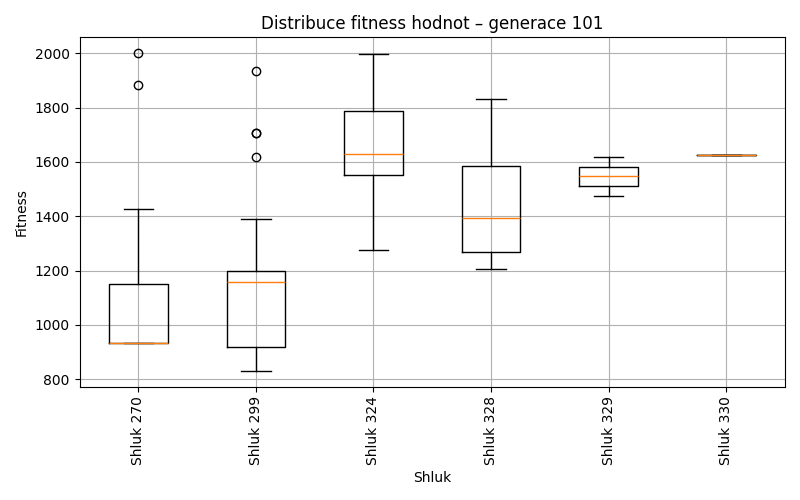 Distribuce fitness hodnot – generace 101
Fitness
2000
1800
1600
1400
1200
1000
800
Shluk 270
Shluk 299
Shluk 324
Shluk 328
Shluk 329
Shluk 330
Shluk